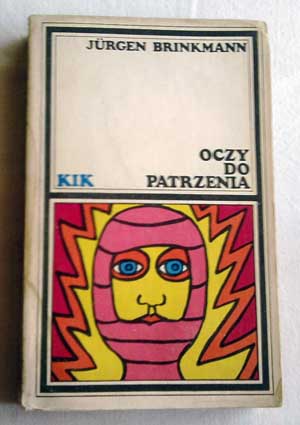 JÜRGEN BRINKMANN
OCZY
DO
PATRZENIA
KIK